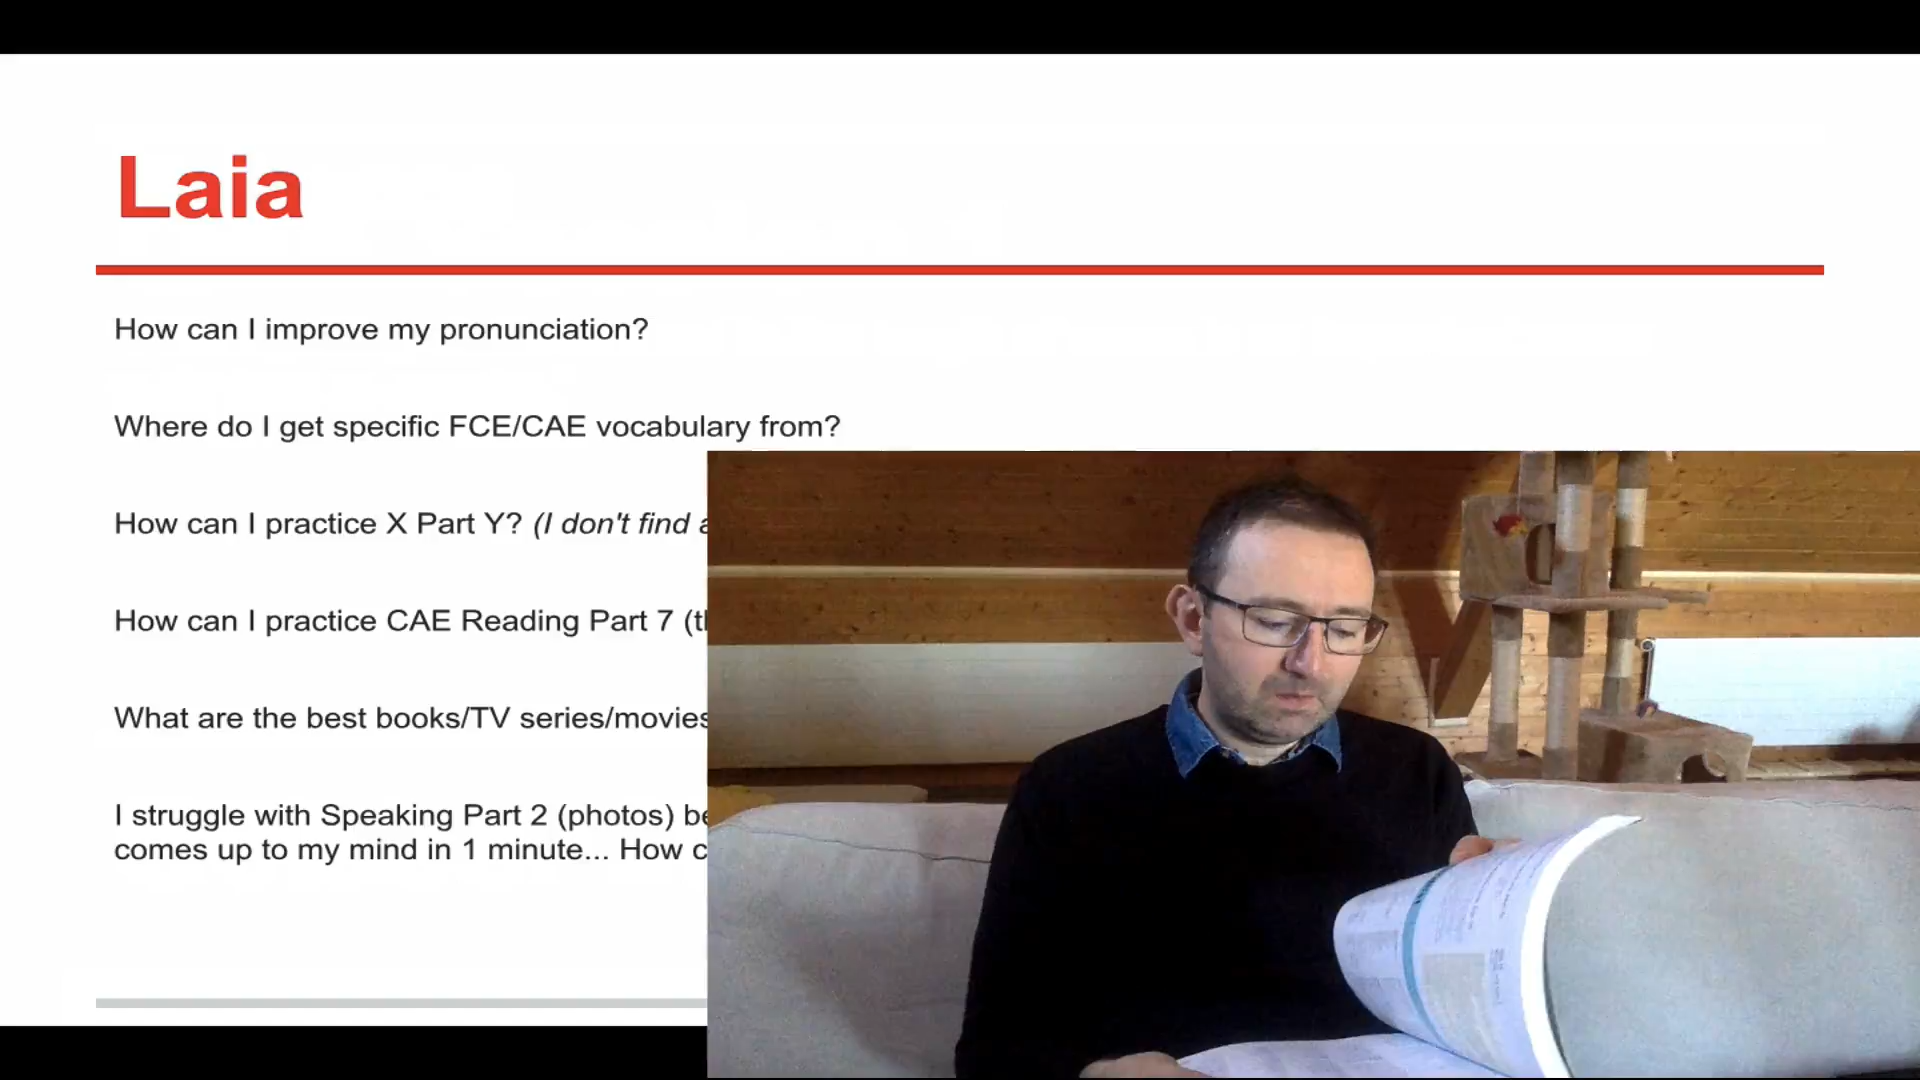 Laia
How can I improve my pronunciation?
Where do I get specific FCE/CAE vocabulary from?
How can I practice X Part Y? (I don't find
How can I practice CAE Reading Part 7
What are the best books/TV series/movies
I struggle with Speaking Part 2 (photos)
comes up to my mind in 1 minute... How